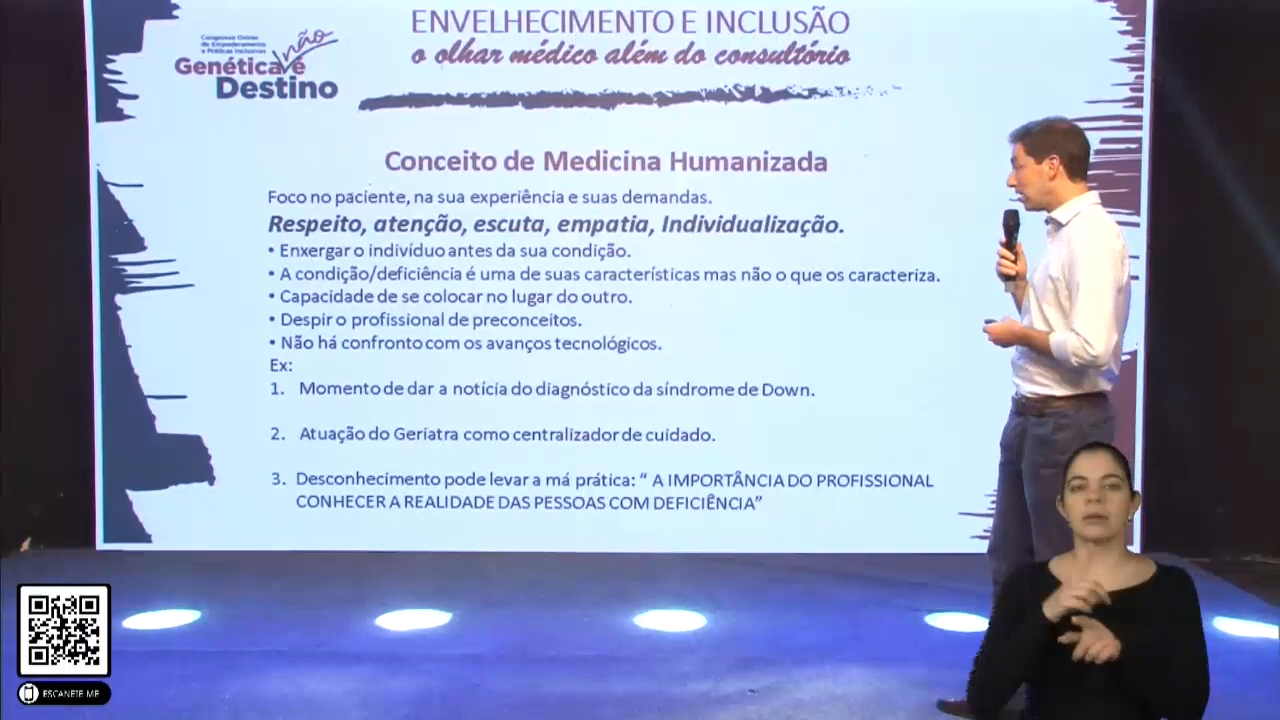 ENVELHECIMENTO E INCLUSÃO
o olhar médico além do consultório
Congresso Online
de Empoderamento
e Práticas Inclusivas
não
Genética é
Destino
Conceito de Medicina Humanizada
Foco no paciente, na sua experiência e suas demandas.
Respeito, atenção, escuta, empatia, Individualização.
• Enxergar o indivíduo antes da sua condição.
• A condição/deficiência é uma de suas características mas não o que os caracteriza.
• Capacidade de se colocar no lugar do outro.
• Despir o profissional de preconceitos.
• Não há confronto com os avanços tecnológicos.
Ex:
1. Momento de dar a notícia do diagnóstico da síndrome de Down.
2. Atuação do Geriatra como centralizador de cuidado.
3. Desconhecimento pode levar a má prática: “ A IMPORTÂNCIA DO PROFISSIONAL
CONHECER A REALIDADE DAS PESSOAS COM DEFICIÊNCIA”
ESCANEIE ME